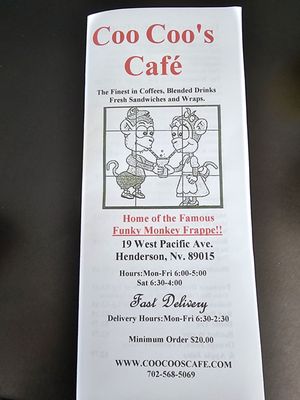 Coo Coo's
Café
The Finest in Coffees, Blended Drinks
Fresh Sandwiches and Wraps.
Home of the Famous
Funky Monkey Frappe!!
19 West Pacific Ave.
Henderson, Nv. 89015
Hours:Mon-Fri 6:00-5:00
Sat 6:30-4:00
Fast Delivery
Delivery Hours:Mon-Fri 6:30-2:30
Minimum Order $20.00
WWW.COOCOOSCAFE.COM
702-568-5069